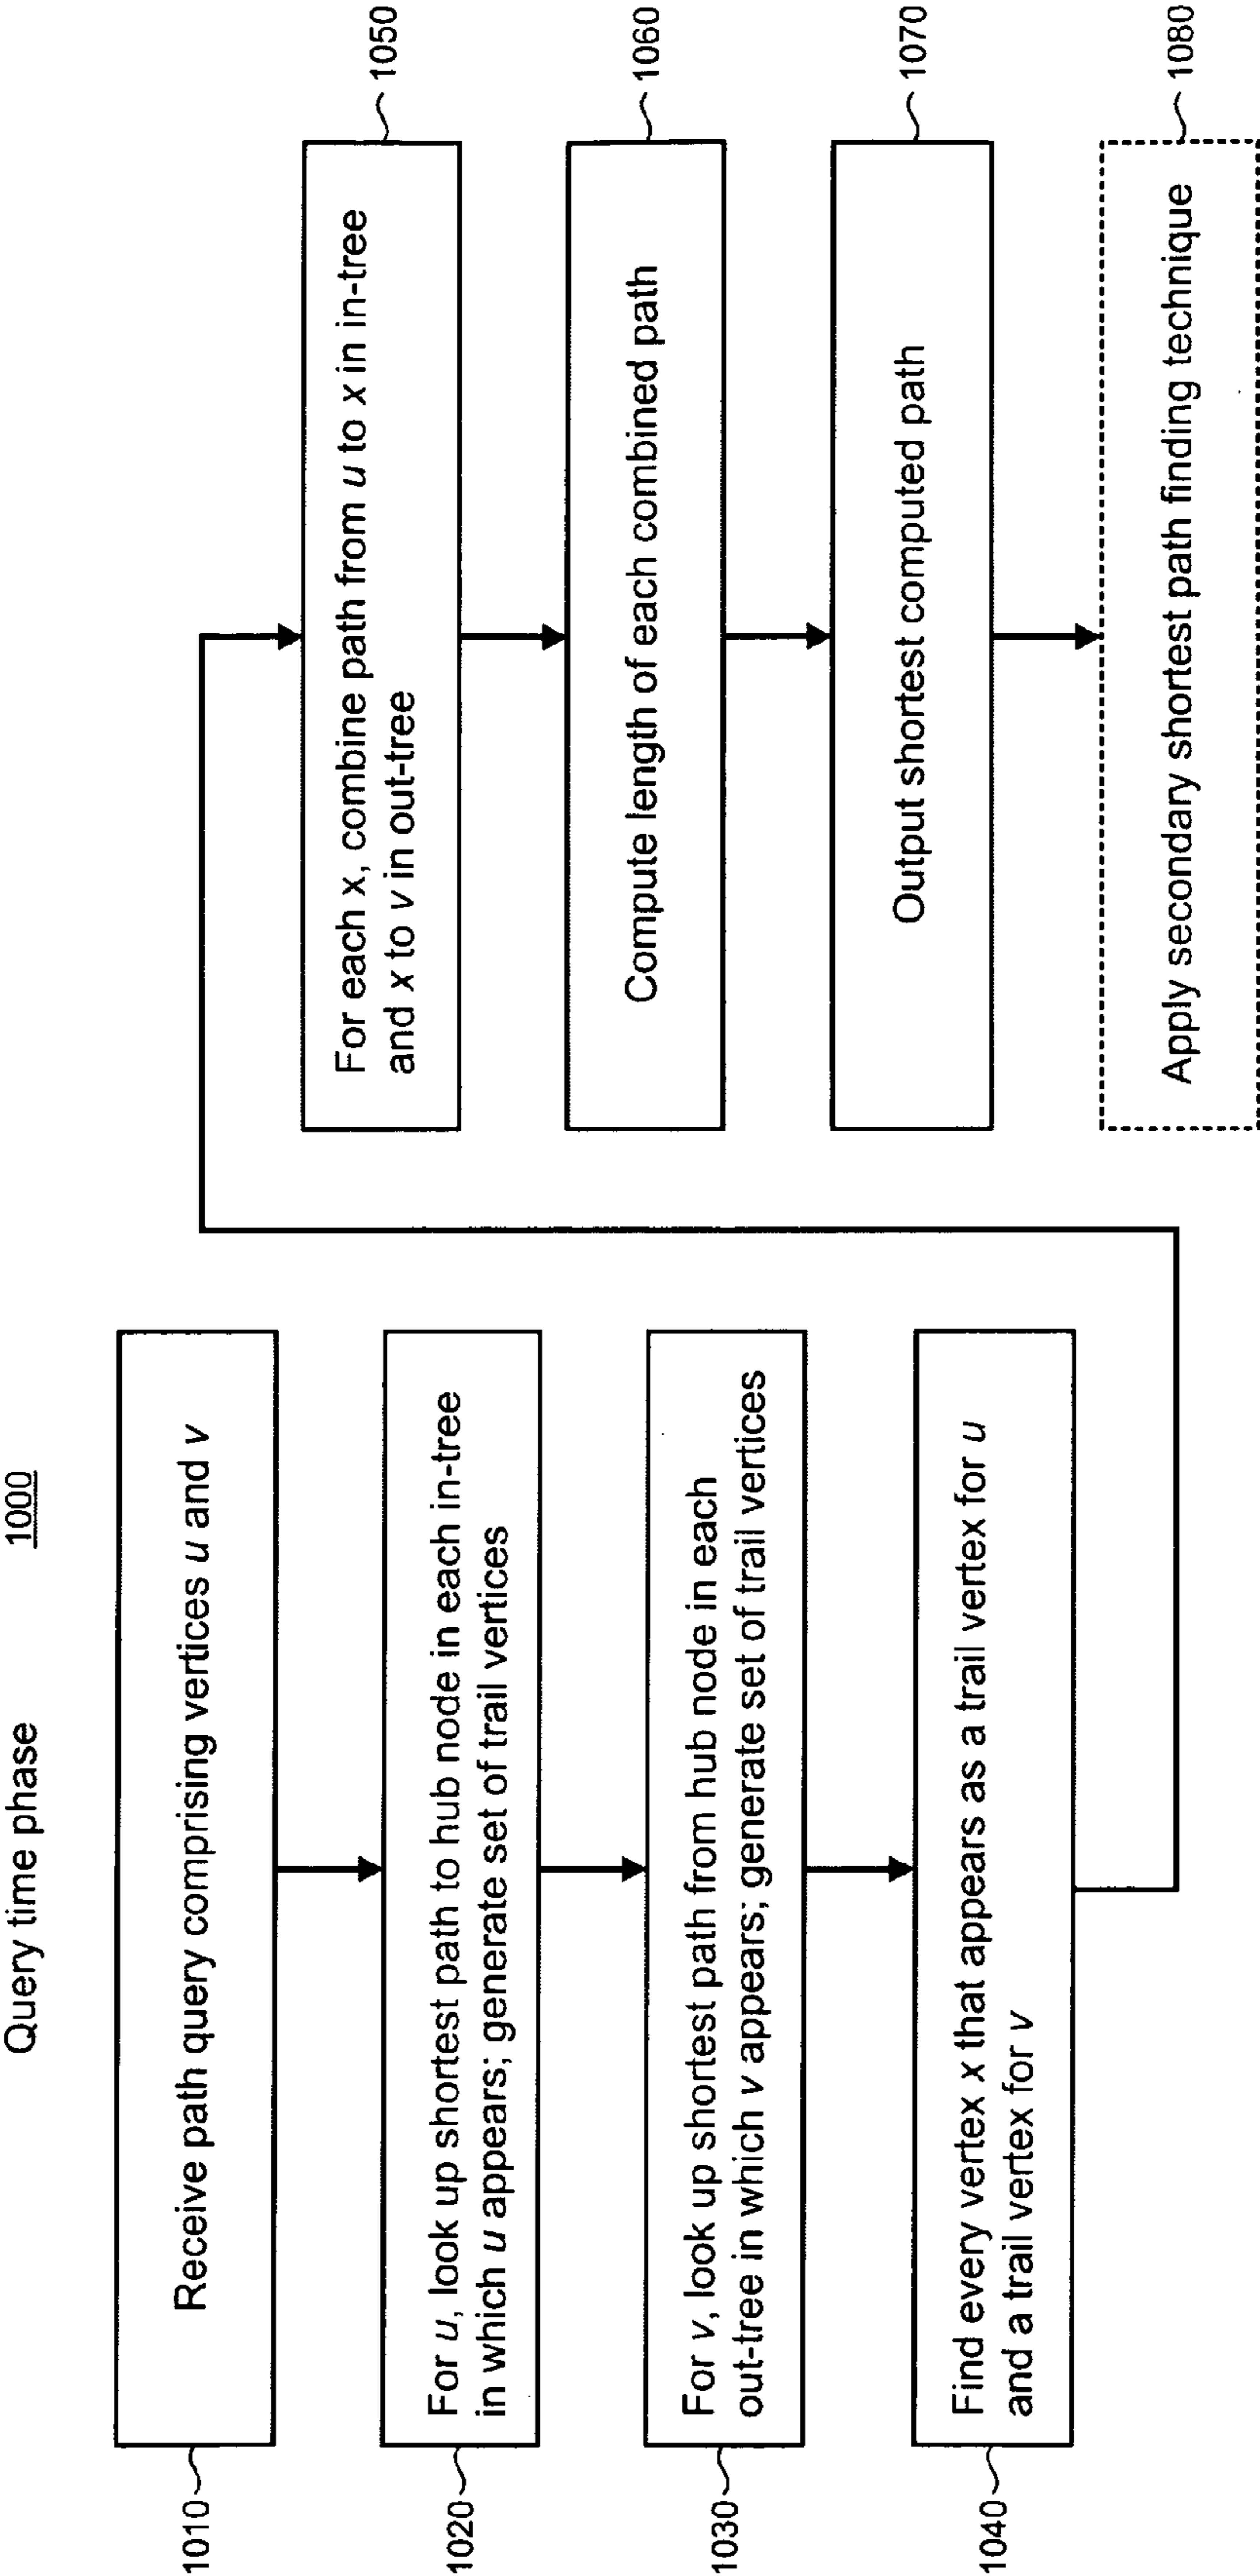 Query time phase
1000
1010
Receive path query comprising vertices u and v
1020
For u, look up shortest path to hub node in each in-tree
in which u appears; generate set of trail vertices
1030
For v, look up shortest path from hub node in each
out-tree in which v appears; generate set of trail vertices
1040
Find every vertex x that appears as a trail vertex for u
and a trail vertex for v
1050
For each x, combine path from u to x in in-tree
and x to v in out-tree
1060
Compute length of each combined path
1070
Output shortest computed path
1080
Apply secondary shortest path finding technique